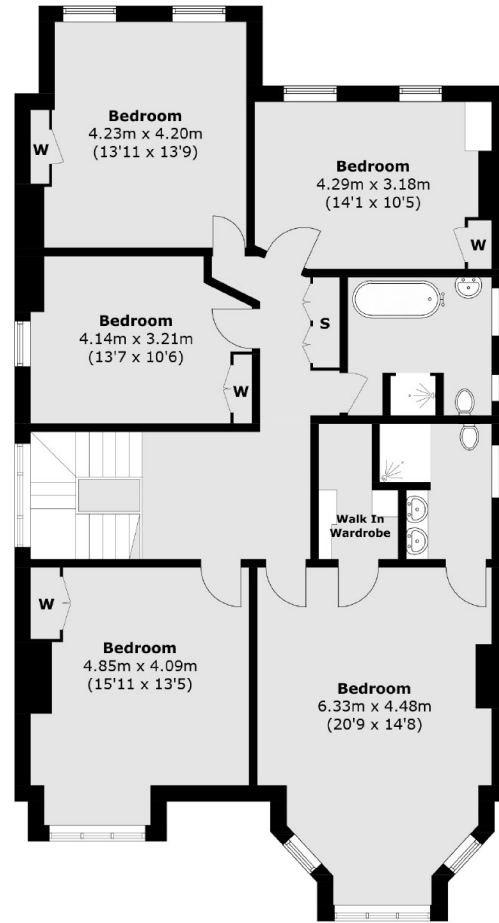 Bedroom
4.23m x 4.20m
(13'11 x 13'9)
W
Bedroom
4.29m x 3.18m
(14'1 x 10'5)
W
Bedroom
4.14m x 3.21m
(13'7 x 10'6)
W
S
Walk In
Wardrobe
W
Bedroom
4.85m x 4.09m
(15'11 x 13'5)
Bedroom
6.33m x 4.48m
(20'9 x 14'8)